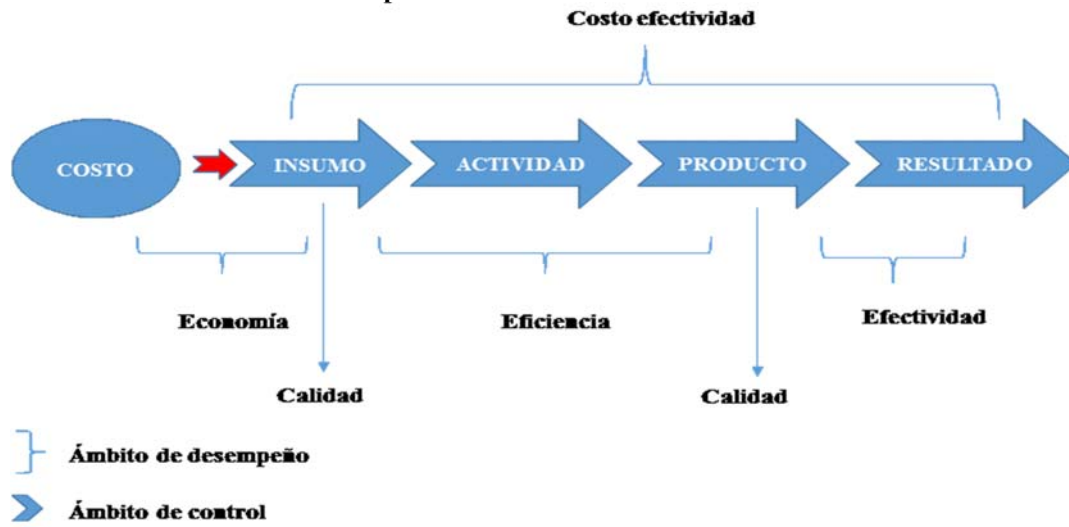 Costo efectividad
COSTO
INSUMO
ACTIVIDAD
PRODUCTO
RESULTADO
Economía
Eficiencia
Efectividad
Calidad
Calidad
Ámbito de desempeño
Ámbito de control